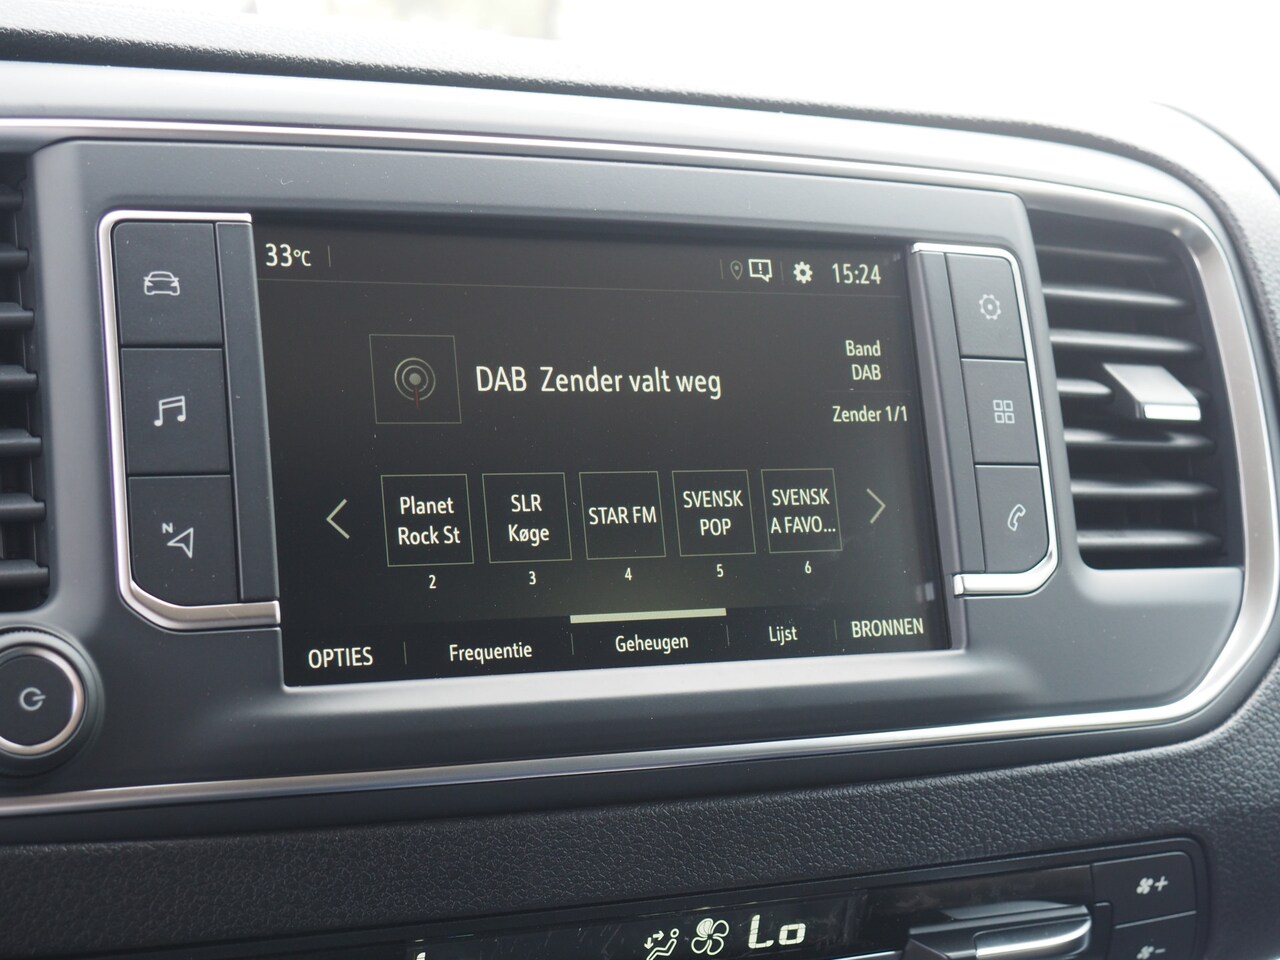 33°C
15:24
DAB Zender valt weg
Band
DAB
Zender 1/1
Planet
Rock St
SLR
Køge
STAR FM
SVENSK
POP
SVENSK
A FAVO...
2
3
4
5
6
OPTIES
Frequentie
Geheugen
Lijst
BRONNEN
N
Lo